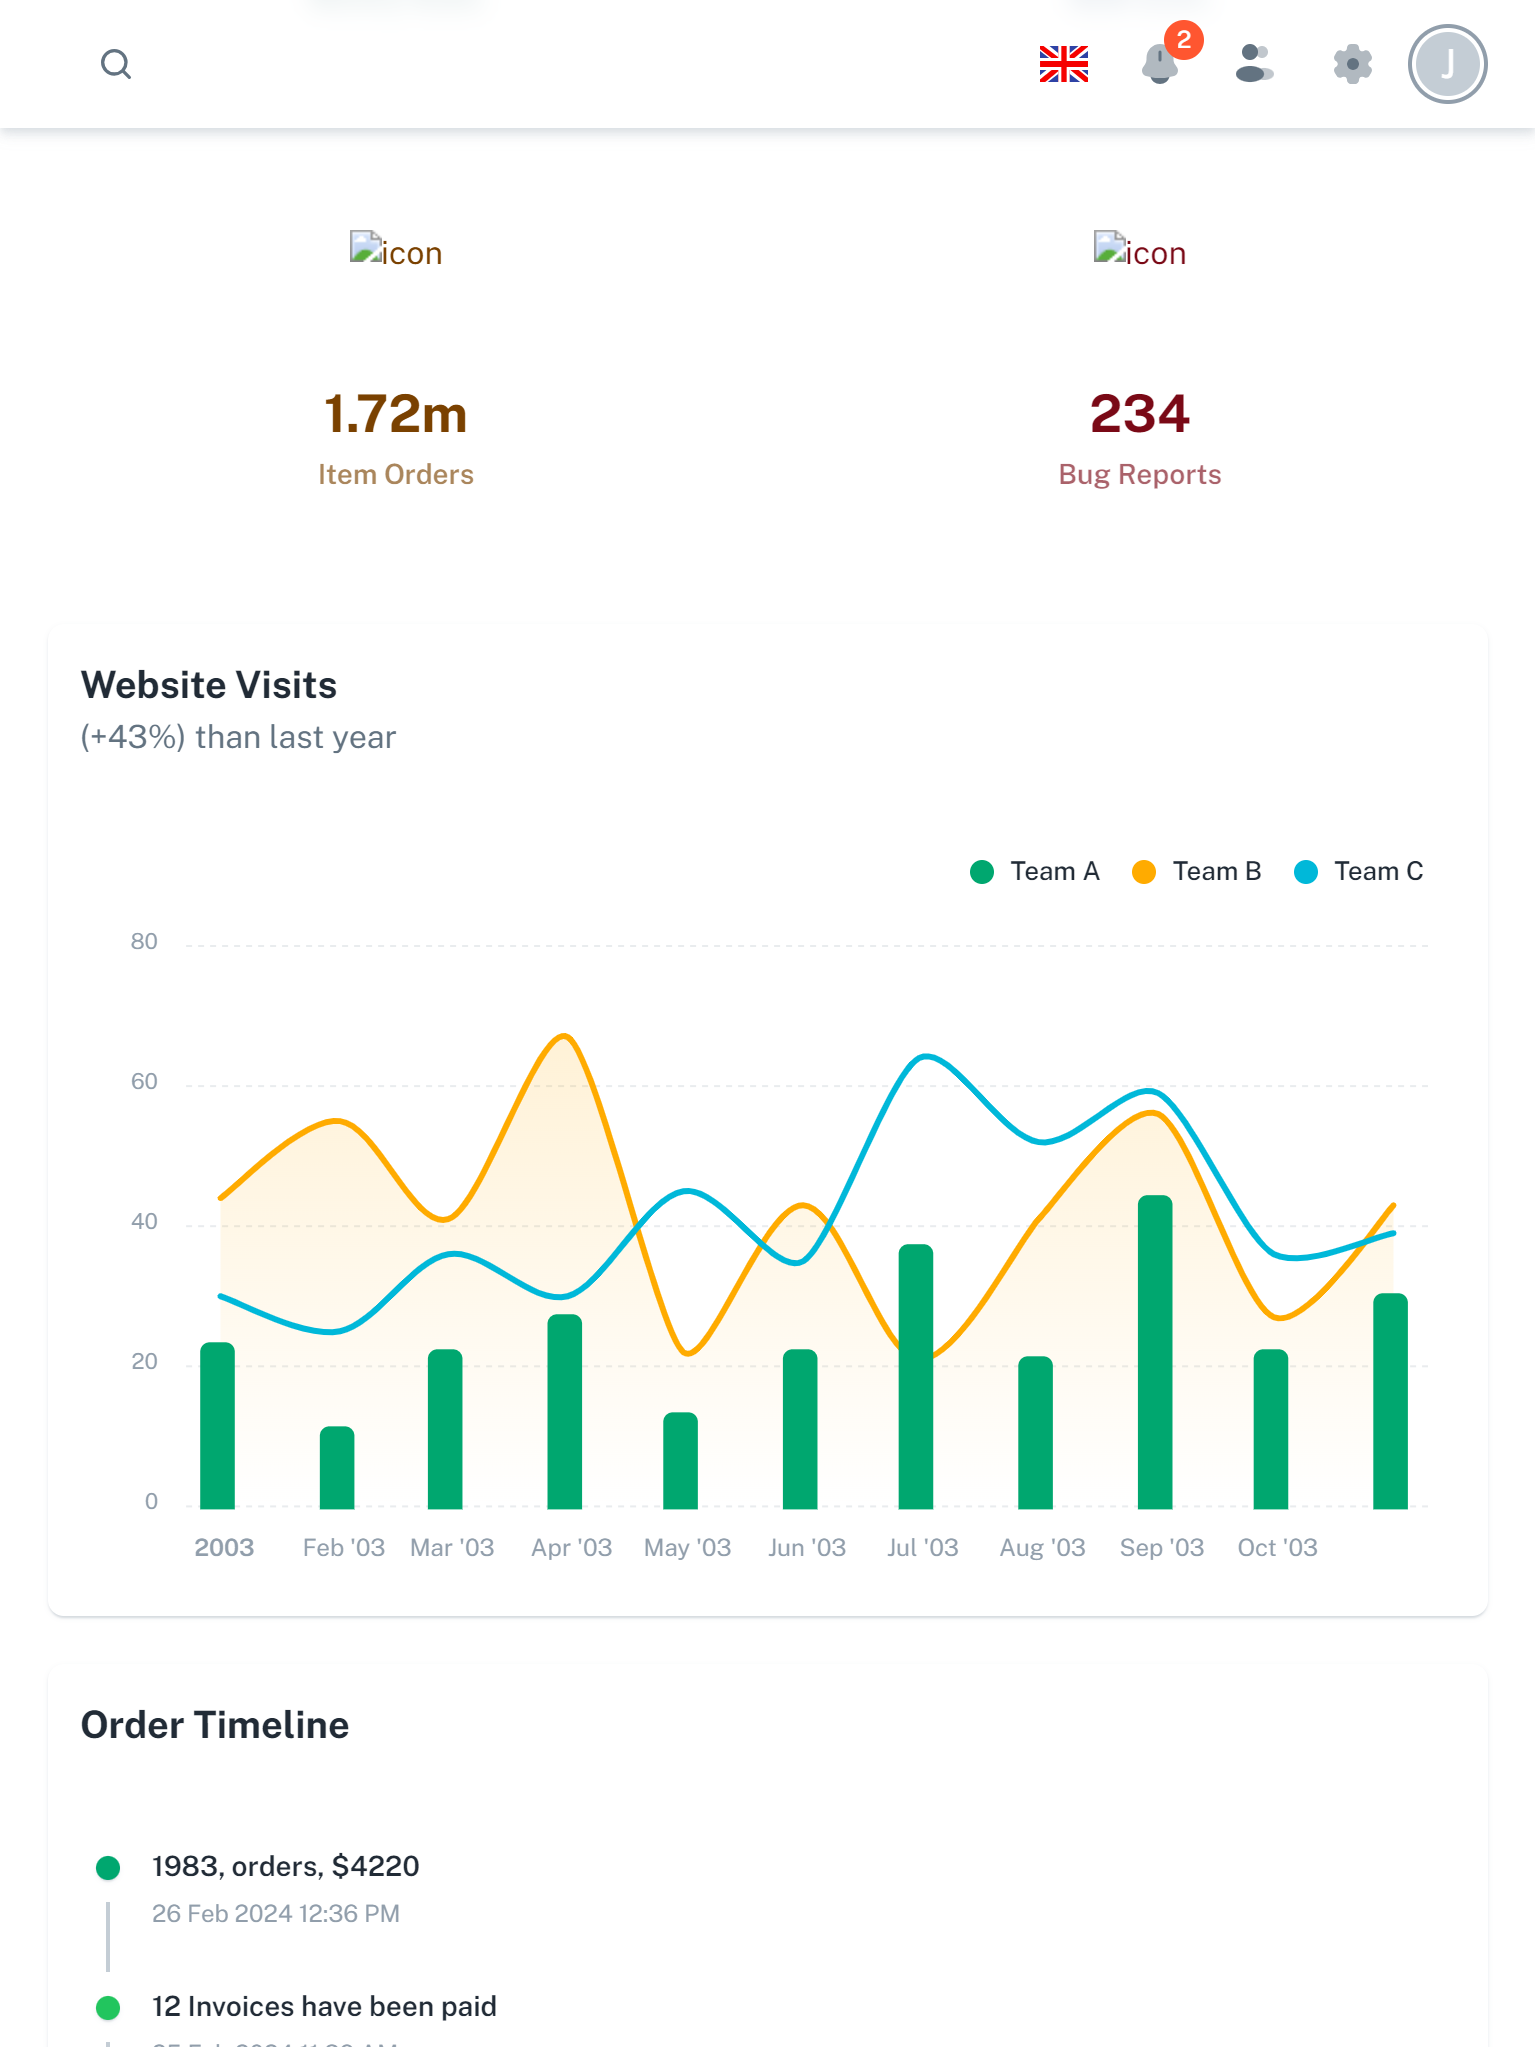 2
J
icon
icon
1.72m
234
Item Orders
Bug Reports
Website Visits
(+43%) than last year
Team A Team B Team C
80
60
40
20
0
2003 Feb '03 Mar '03 Apr '03 May '03 Jun '03 Jul '03 Aug '03 Sep '03 Oct '03
Order Timeline
1983, orders, $4220
26 Feb 2024 12:36 PM
12 Invoices have been paid